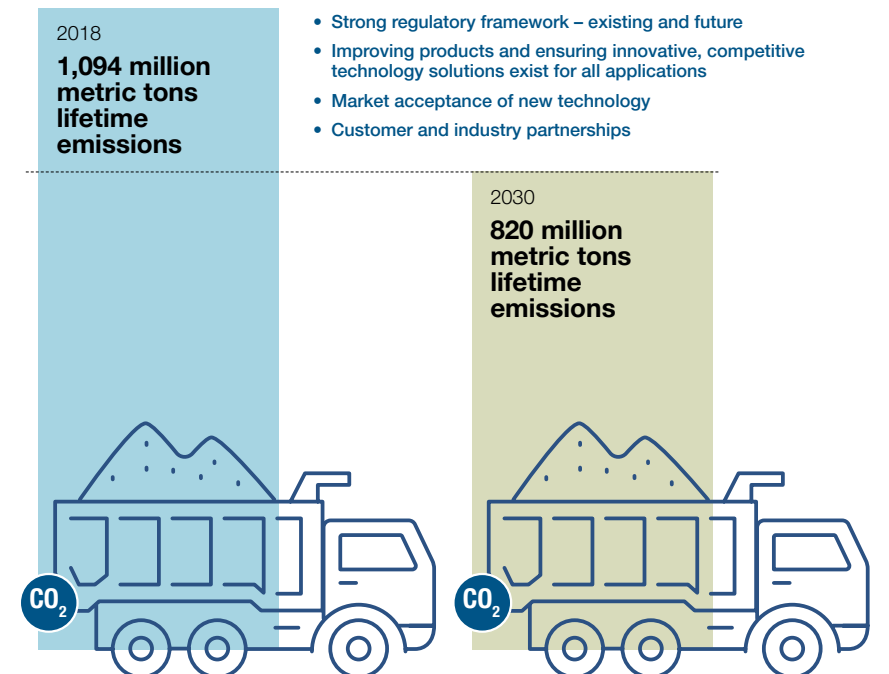 2018
1,094 million
metric tons
lifetime
emissions
• Strong regulatory framework – existing and future
• Improving products and ensuring innovative, competitive
technology solutions exist for all applications
• Market acceptance of new technology
• Customer and industry partnerships
2030
820 million
metric tons
lifetime
emissions
CO₂
CO₂